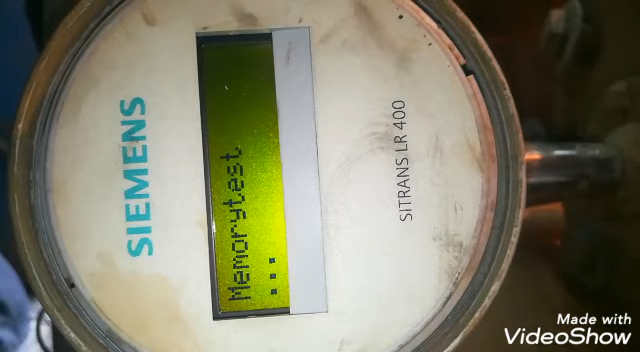 SIEMENS
Memorytest
...
SITRANS LR 400
Made with
VideoShow